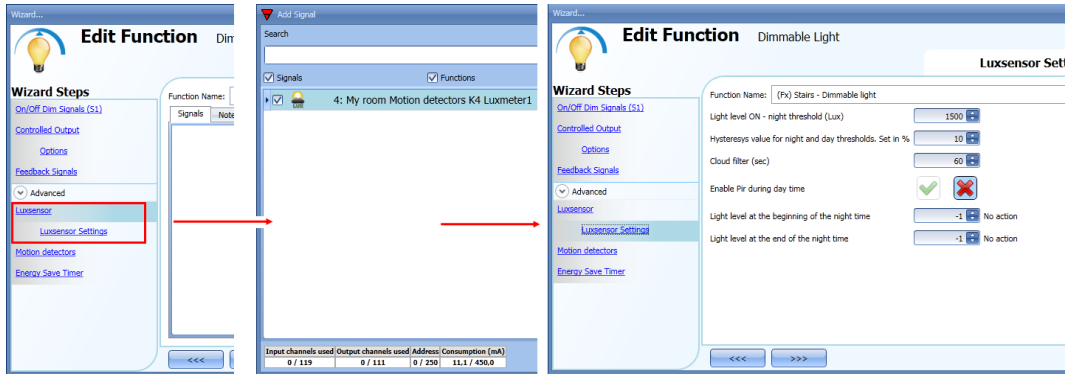 Wizard...
Edit Function Dim
Wizard Steps
On/Off Dim Signals (S1)
Controlled Output
Options
Feedback Signals
Advanced
Luxsensor
Luxsensor Settings
Motion detectors
Energy Save Timer
Function Name:
Signals Note
<<<
Add Signal
Search
Signals Functions
LUX 4: My room Motion detectors K4 Luxmeter1
Input channels used Output channels used Address Consumption (mA)
0 / 119 0 / 111 0 / 250 11,1 / 450,0
Wizard...
Edit Function Dimmable Light
Luxsensor Sett
Wizard Steps
On/Off Dim Signals (S1)
Controlled Output
Options
Feedback Signals
Advanced
Luxsensor
Luxsensor Settings
Motion detectors
Energy Save Timer
Function Name: (Fx) Stairs - Dimmable light
Light level ON - night threshold (Lux) 1500
Hysteresys value for night and day thresholds. Set in % 10
Cloud filter (sec) 60
Enable Pir during day time
Light level at the beginning of the night time -1 No action
Light level at the end of the night time -1 No action
<<< >>>